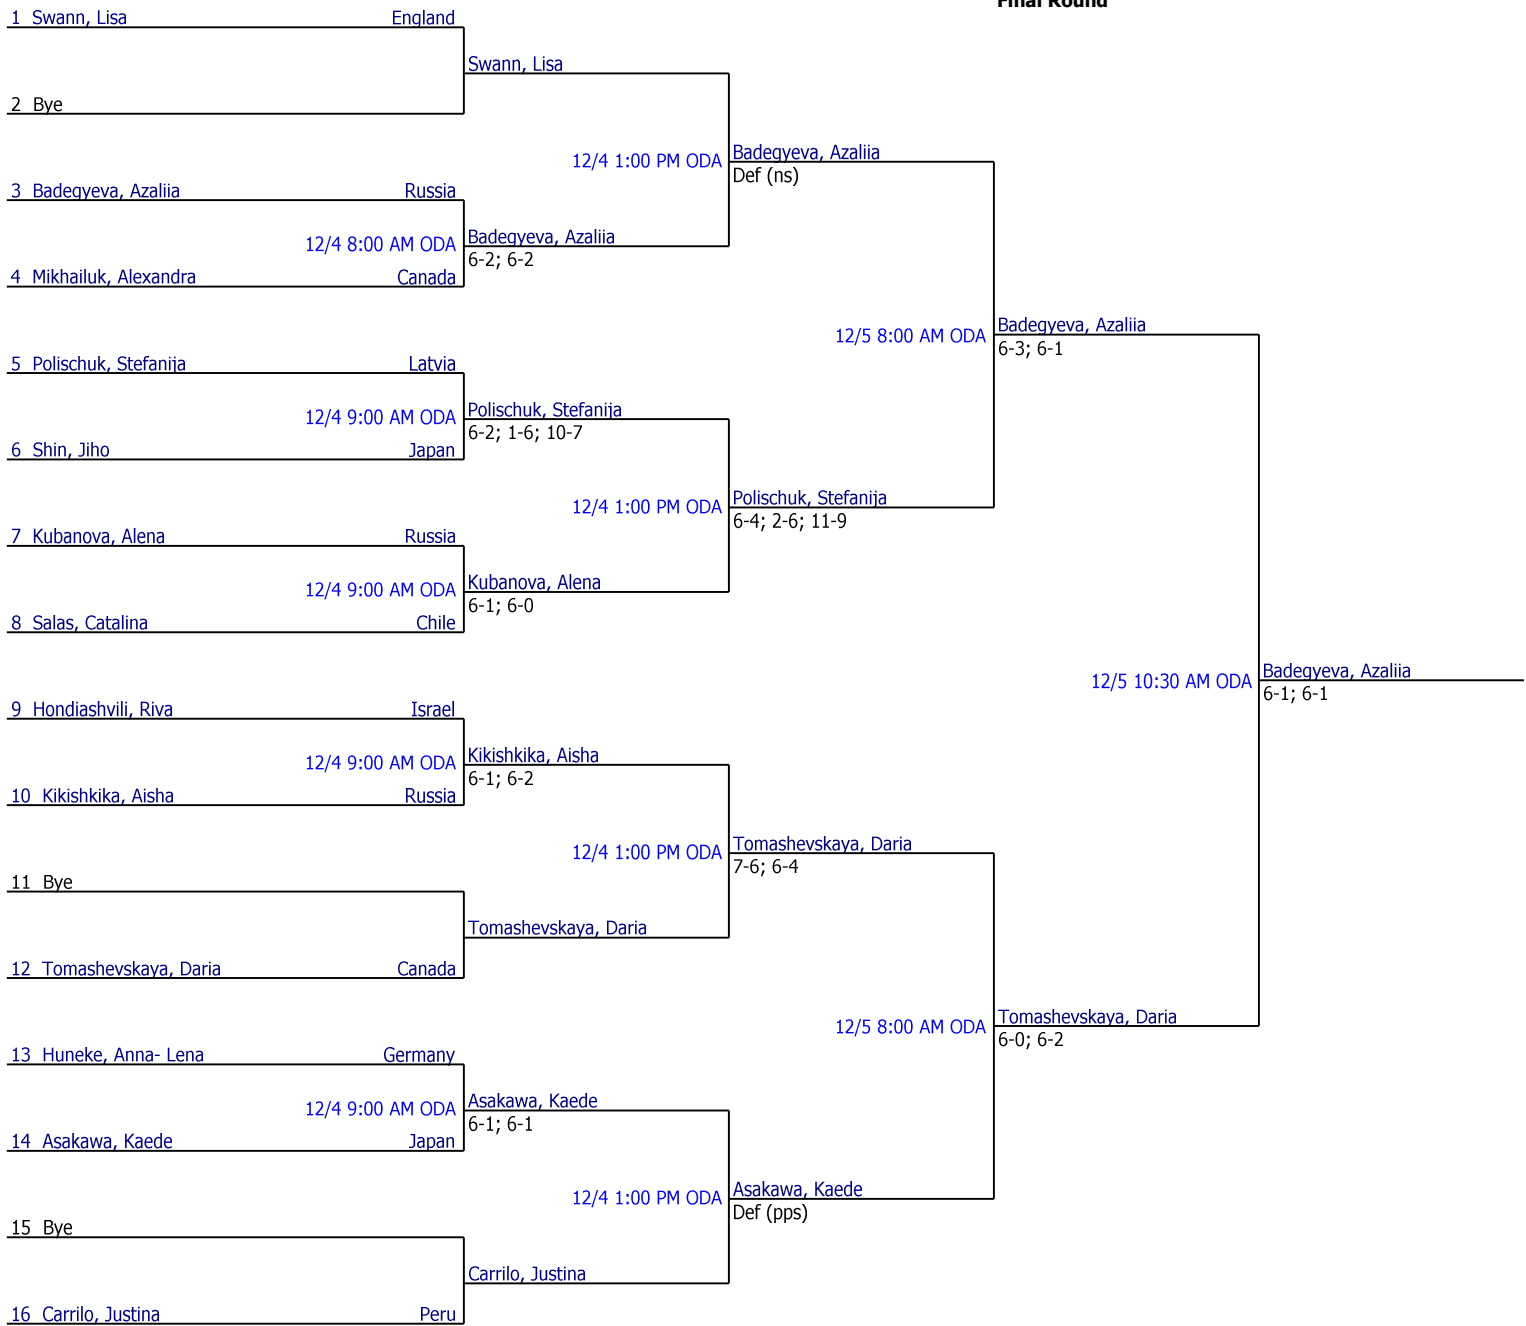 Final Round
1 Swann, Lisa England
Swann, Lisa
2 Bye
12/4 1:00 PM ODA Badegyeva, Azaliia
Def (ns)
3 Badegyeva, Azaliia Russia
12/4 8:00 AM ODA Badegyeva, Azaliia
6-2; 6-2
4 Mikhailuk, Alexandra Canada
12/5 8:00 AM ODA Badegyeva, Azaliia
6-3; 6-1
5 Polischuk, Stefanija Latvia
12/4 9:00 AM ODA Polischuk, Stefanija
6-2; 1-6; 10-7
6 Shin, Jiho Japan
12/4 1:00 PM ODA Polischuk, Stefanija
6-4; 2-6; 11-9
7 Kubanova, Alena Russia
12/4 9:00 AM ODA Kubanova, Alena
6-1; 6-0
8 Salas, Catalina Chile
12/5 10:30 AM ODA Badegyeva, Azaliia
6-1; 6-1
9 Hondiashvili, Riva Israel
12/4 9:00 AM ODA Kikishkika, Aisha
6-1; 6-2
10 Kikishkika, Aisha Russia
12/4 1:00 PM ODA Tomashevskaya, Daria
7-6; 6-4
11 Bye
Tomashevskaya, Daria
12 Tomashevskaya, Daria Canada
12/5 8:00 AM ODA Tomashevskaya, Daria
6-0; 6-2
13 Huneke, Anna- Lena Germany
12/4 9:00 AM ODA Asakawa, Kaede
6-1; 6-1
14 Asakawa, Kaede Japan
12/4 1:00 PM ODA Asakawa, Kaede
Def (pps)
15 Bye
Carrilo, Justina
16 Carrilo, Justina Peru